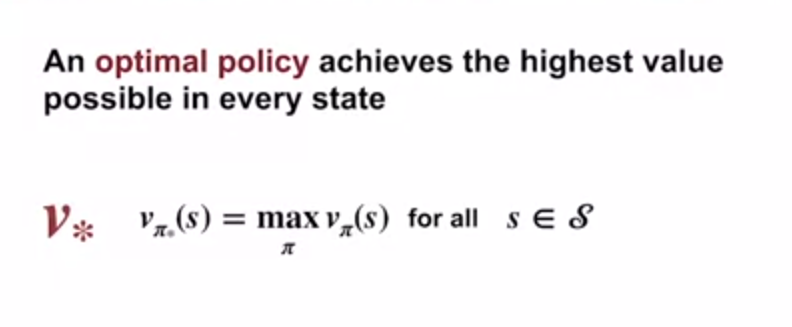 An optimal policy achieves the highest value
possible in every state
v∗ vπ∗(s) = max vπ(s) for all s ∈ 𝒮
π